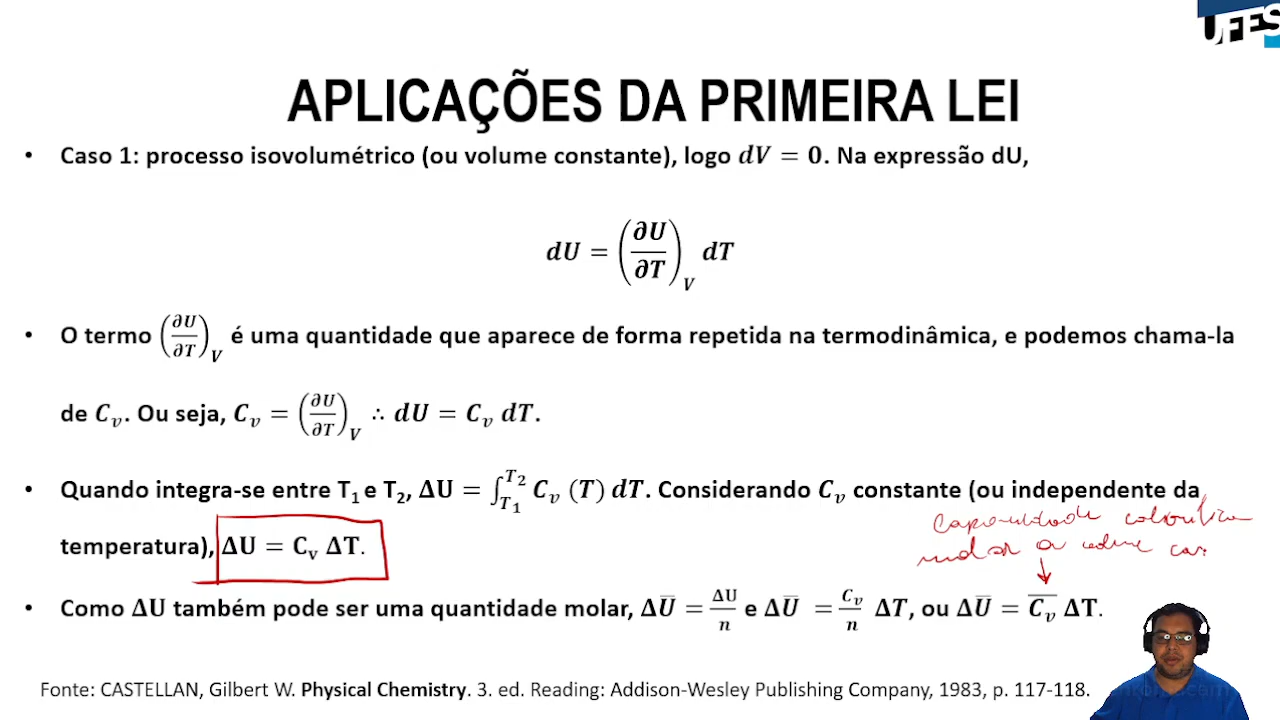 UFES
APLICAÇÕES DA PRIMEIRA LEI
• Caso 1: processo isovolumétrico (ou volume constante), logo dV = 0. Na expressão dU,
dU = (∂U/∂T)_V dT
• O termo (∂U/∂T)_V é uma quantidade que aparece de forma repetida na termodinâmica, e podemos chama-la
de C_v. Ou seja, C_v = (∂U/∂T)_V ∴ dU = C_v dT.
• Quando integra-se entre T₁ e T₂, ΔU = ∫_{T₁}^{T₂} C_v (T) dT. Considerando C_v constante (ou independente da
capacidade calorífica
temperatura), ΔU = C_v ΔT.
molar a volume cons
• Como ΔU também pode ser uma quantidade molar, ΔU̅ = ΔU/n e ΔU̅ = C_v/n ΔT, ou ΔU̅ = C̅_v ΔT.
Fonte: CASTELLAN, Gilbert W. Physical Chemistry. 3. ed. Reading: Addison-Wesley Publishing Company, 1983, p. 117-118.